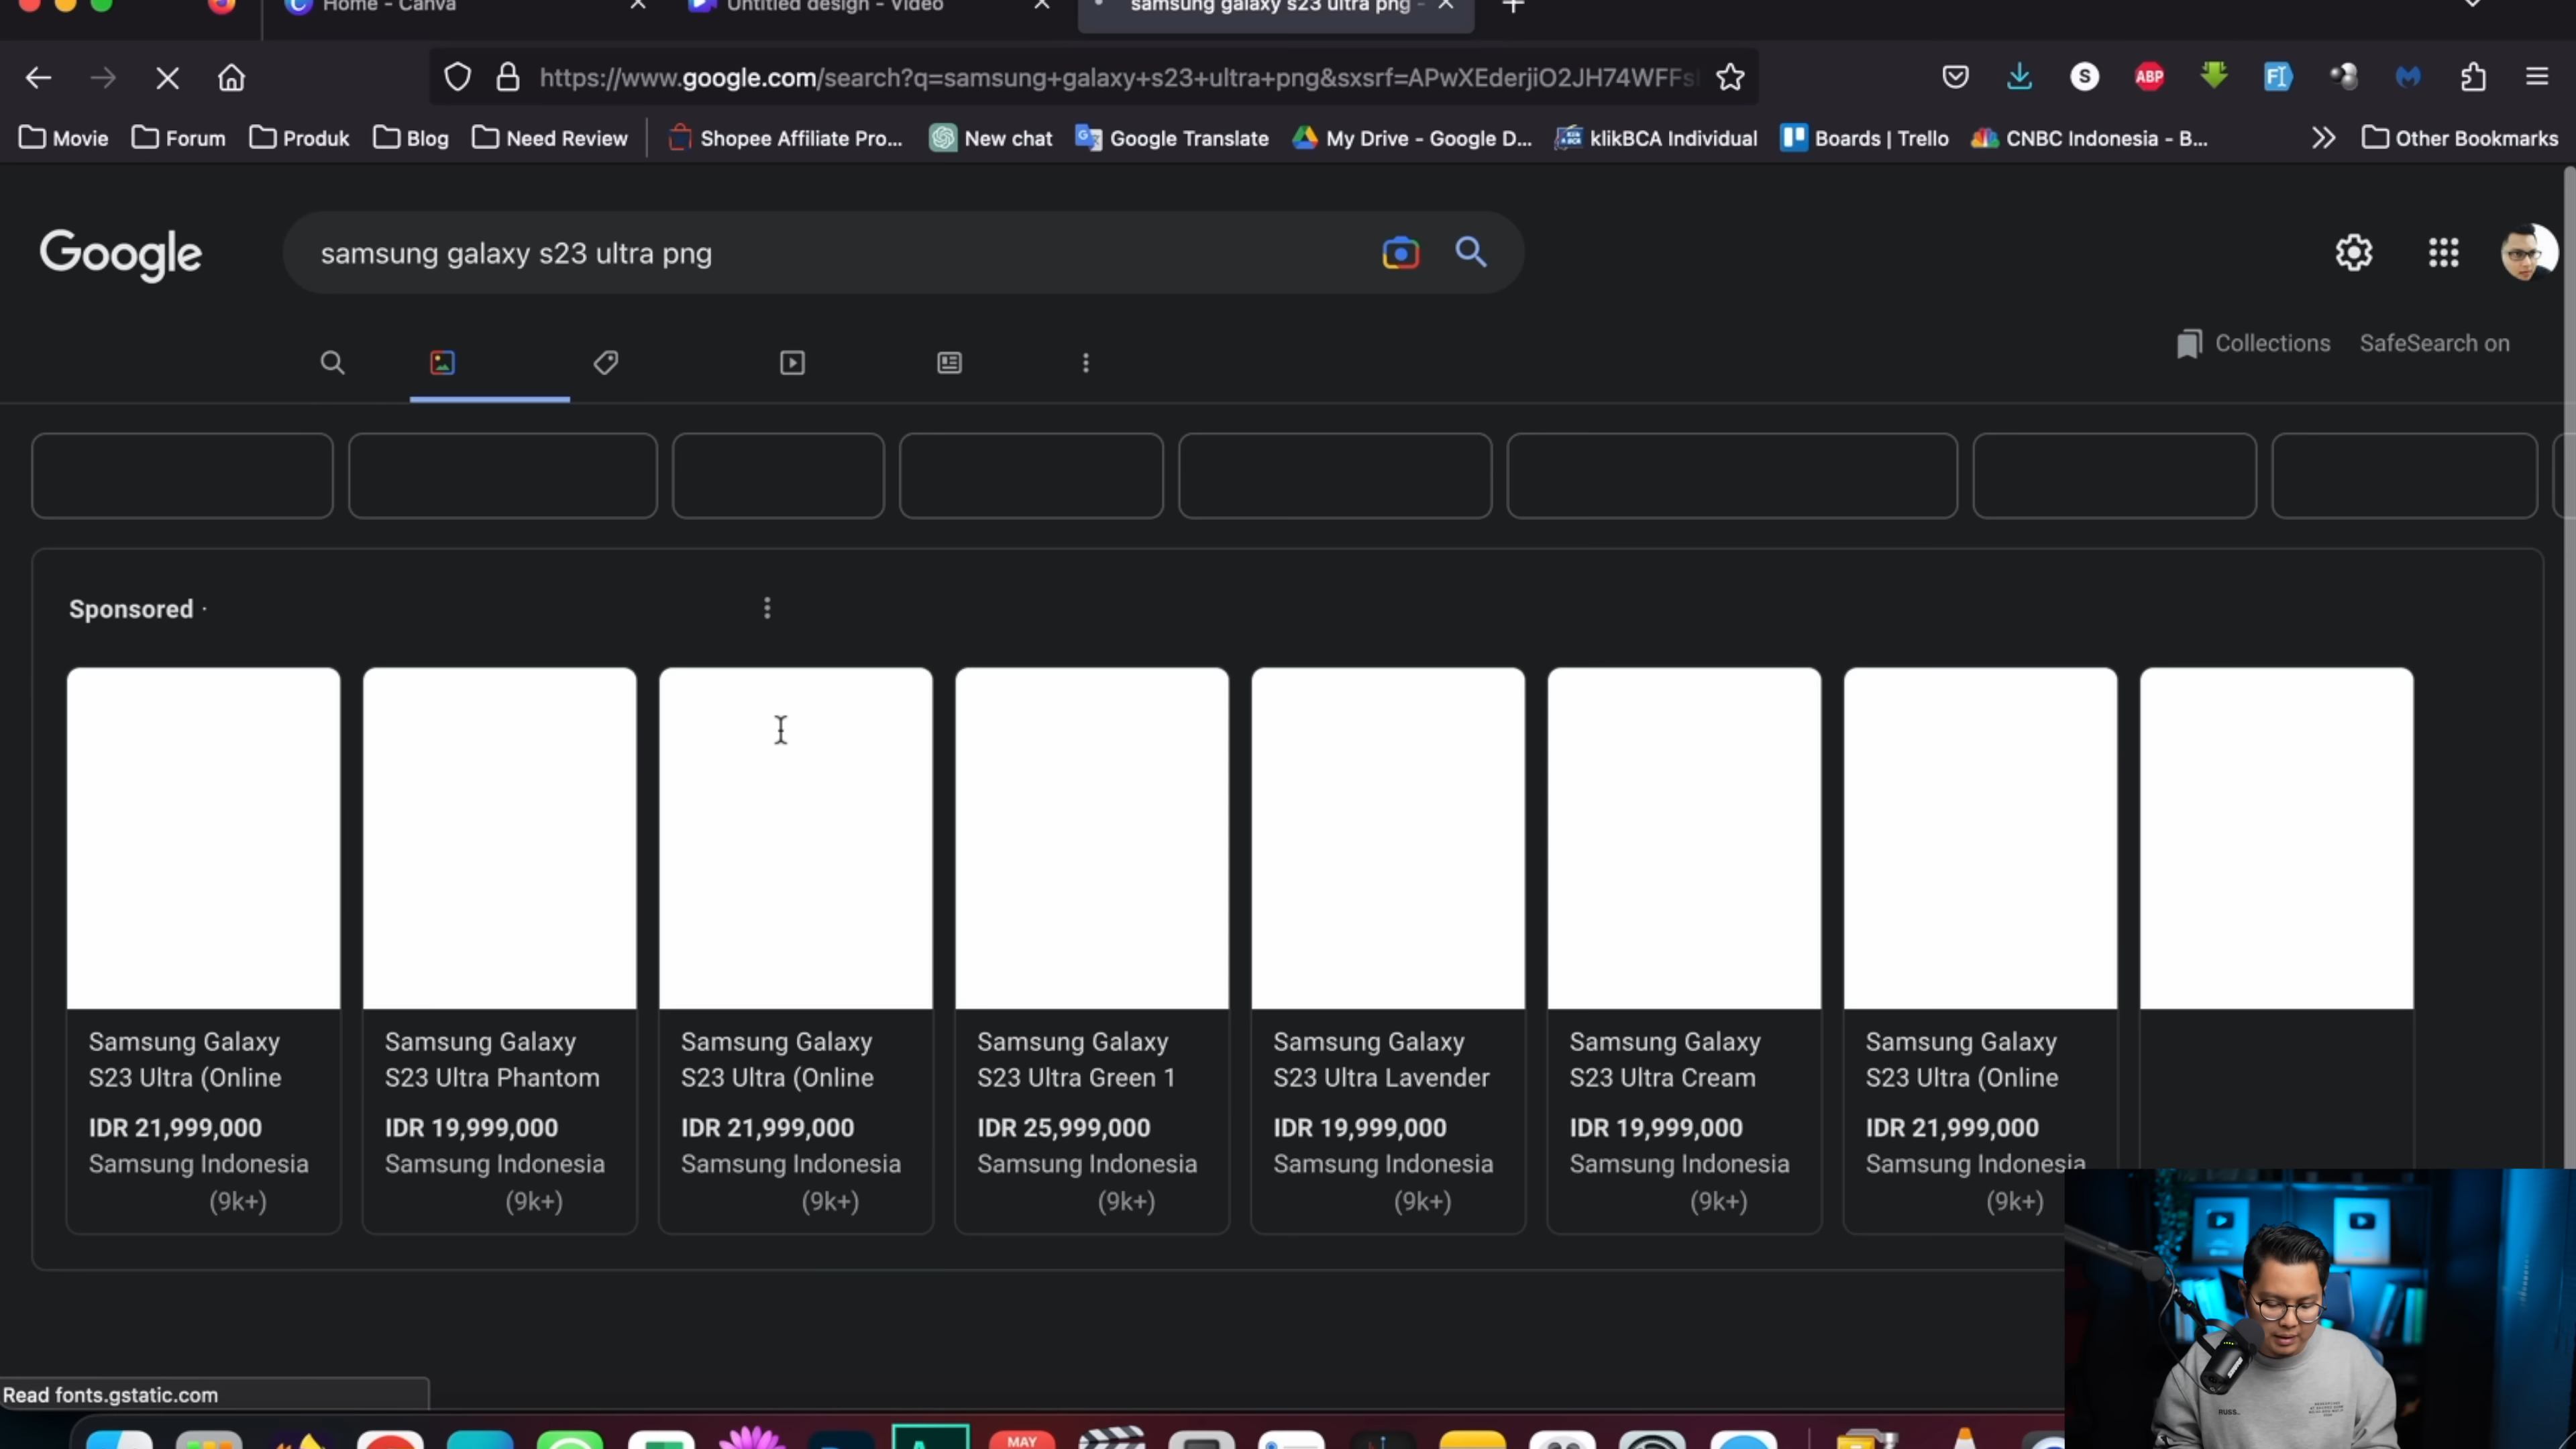 Home - Canva
Untitled design - Video
samsung galaxy s23 ultra png -
https://www.google.com/search?q=samsung+galaxy+s23+ultra+png&sxsrf=APwXEderjiO2JH74WFFs
S
ABP
Movie
Forum
Produk
Blog
Need Review
Shopee Affiliate Pro...
New chat
Google Translate
My Drive - Google D...
klikBCA Individual
Boards | Trello
CNBC Indonesia - B...
Other Bookmarks
Google
samsung galaxy s23 ultra png
Collections
SafeSearch on
Sponsored ·
Samsung Galaxy
S23 Ultra (Online
IDR 21,999,000
Samsung Indonesia
(9k+)
Samsung Galaxy
S23 Ultra Phantom
IDR 19,999,000
Samsung Indonesia
(9k+)
Samsung Galaxy
S23 Ultra (Online
IDR 21,999,000
Samsung Indonesia
(9k+)
Samsung Galaxy
S23 Ultra Green 1
IDR 25,999,000
Samsung Indonesia
(9k+)
Samsung Galaxy
S23 Ultra Lavender
IDR 19,999,000
Samsung Indonesia
(9k+)
Samsung Galaxy
S23 Ultra Cream
IDR 19,999,000
Samsung Indonesia
(9k+)
Samsung Galaxy
S23 Ultra (Online
IDR 21,999,000
Samsung Indonesia
(9k+)
Read fonts.gstatic.com
MAY